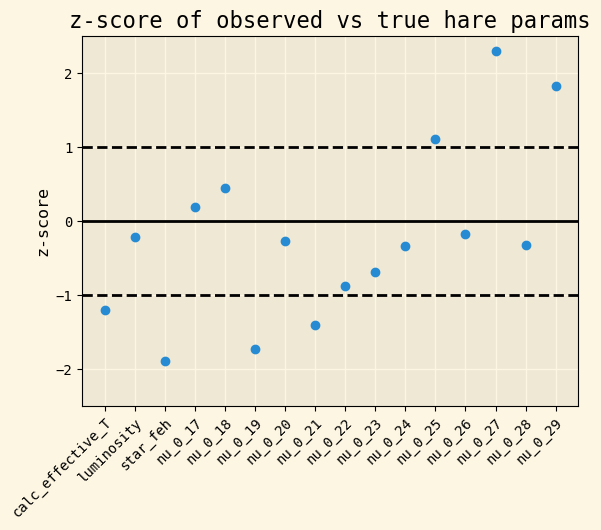 z-score of observed vs true hare params
z-score
2
1
0
−1
−2
calc_effective_T
luminosity
star_feh
nu_0_17
nu_0_18
nu_0_19
nu_0_20
nu_0_21
nu_0_22
nu_0_23
nu_0_24
nu_0_25
nu_0_26
nu_0_27
nu_0_28
nu_0_29